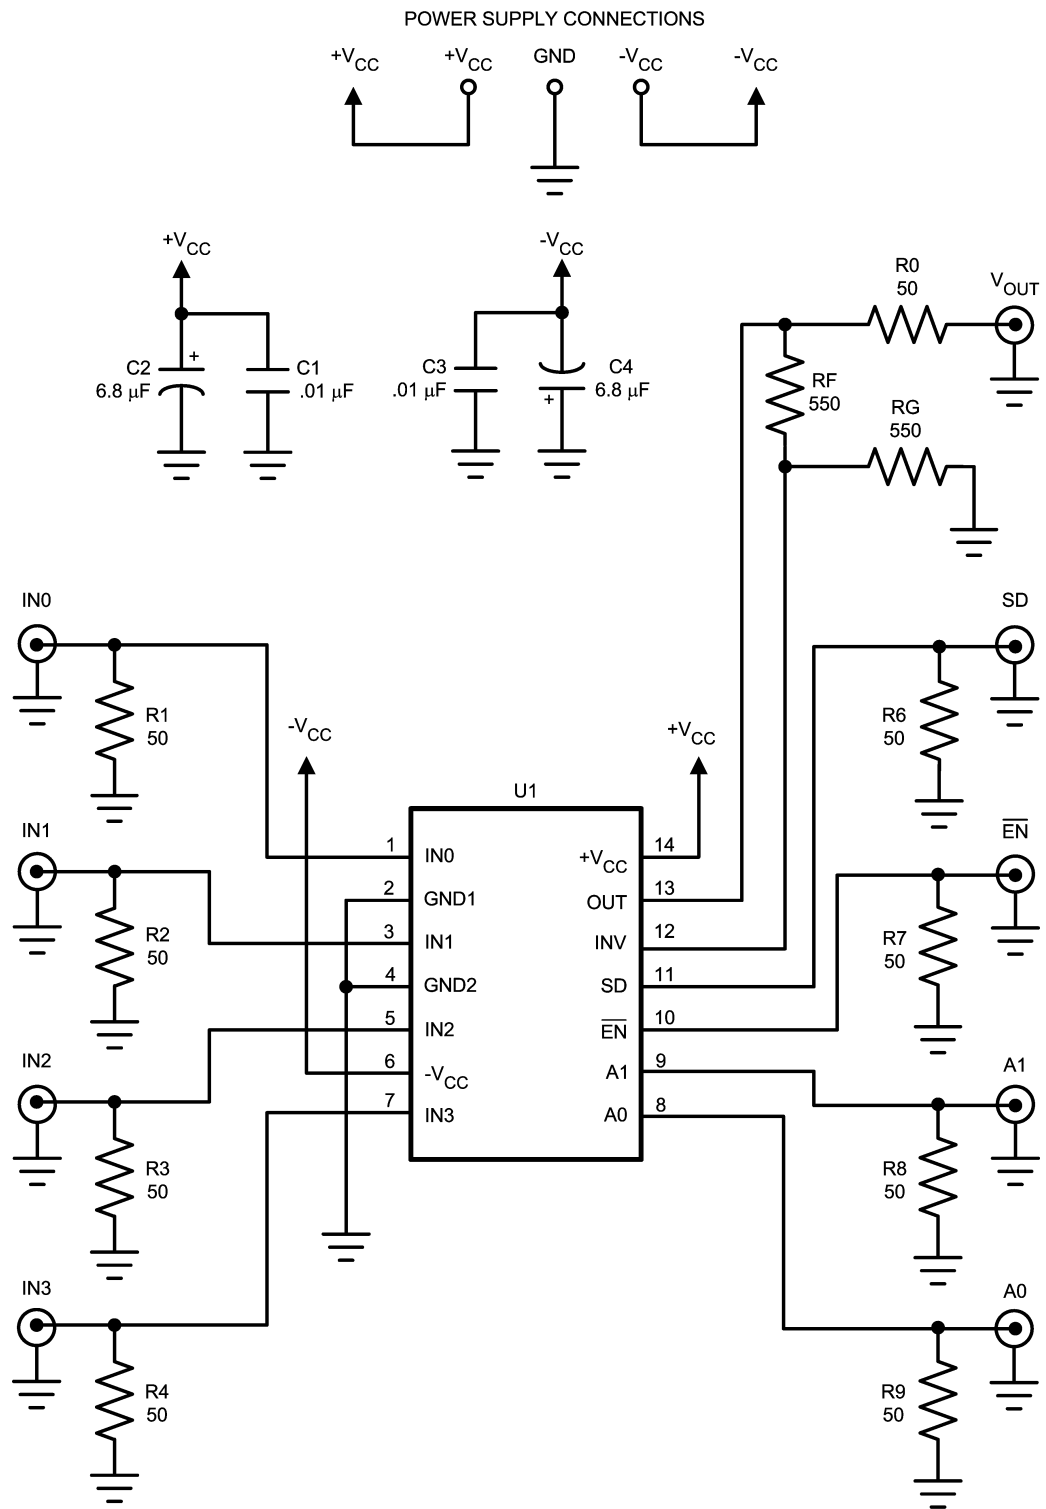 POWER SUPPLY CONNECTIONS
+VCC
+VCC
GND
-VCC
-VCC
+VCC
-VCC
C2
6.8 μF
+
C1
.01 μF
C3
.01 μF
+
C4
6.8 μF
R0
50
VOUT
RF
550
RG
550
IN0
R1
50
IN1
R2
50
IN2
R3
50
IN3
R4
50
-VCC
+VCC
U1
1 IN0
2 GND1
3 IN1
4 GND2
5 IN2
6 -VCC
7 IN3
+VCC 14
OUT 13
INV 12
SD 11
E̅N̅ 10
A1 9
A0 8
SD
R6
50
E̅N̅
R7
50
A1
R8
50
A0
R9
50